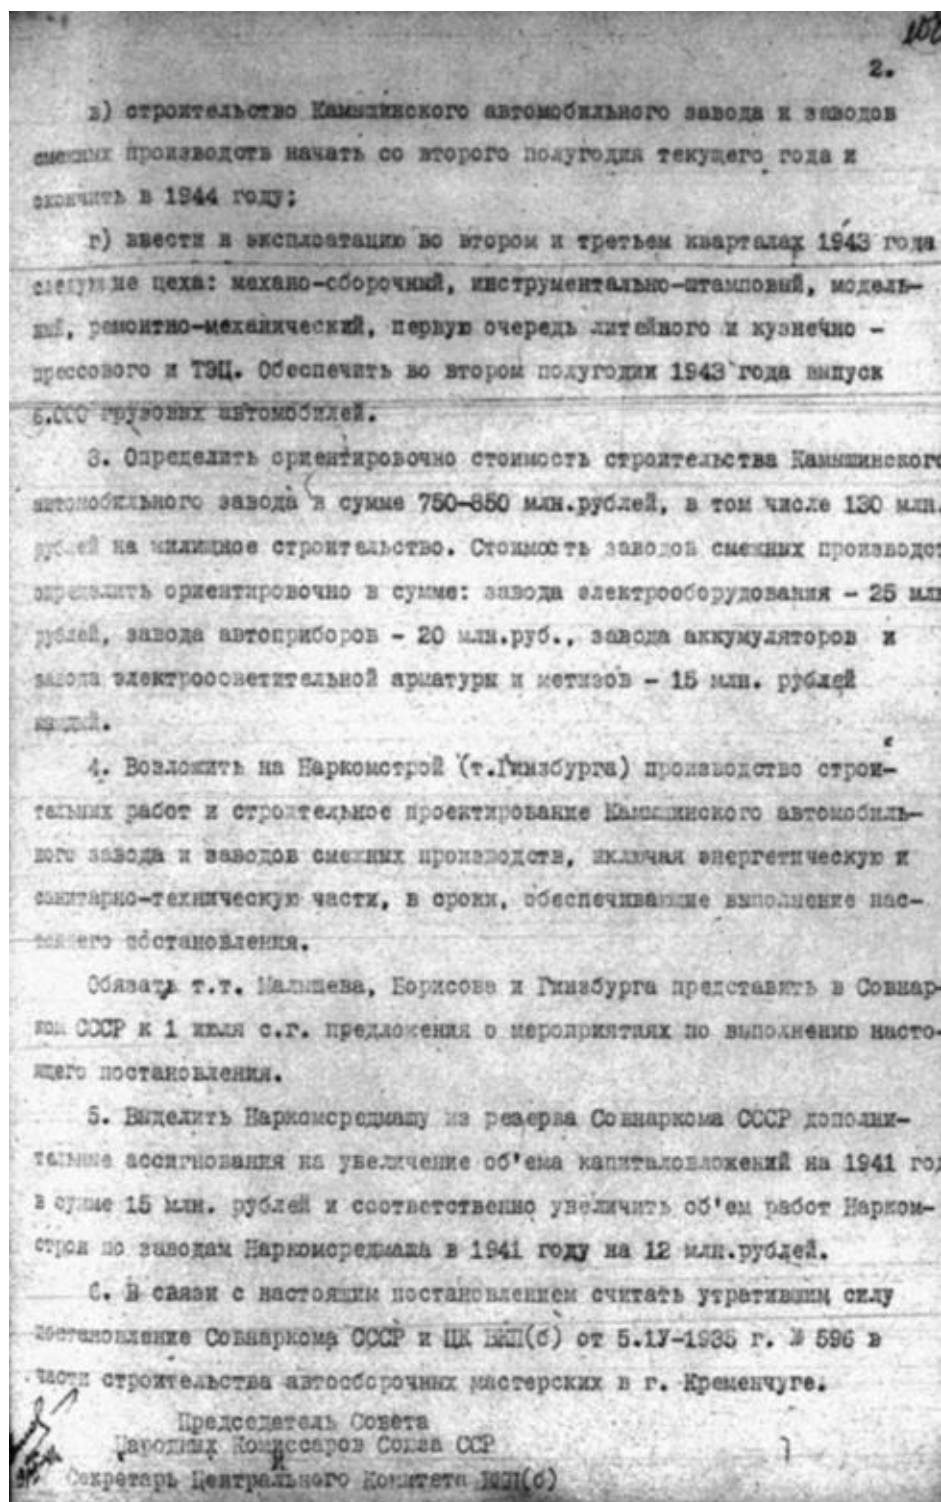 2.
в) строительство Камышинского автомобильного завода и заводов
смежных производств начать со второго полугодия текущего года и
окончить в 1944 году;
г) ввести в эксплоатацию во втором и третьем кварталах 1943 года
следующие цеха: механо-сборочный, инструментально-штамповый, модель-
ный, ремонтно-механический, первую очередь литейного и кузнечно -
прессового и ТЭЦ. Обеспечить во втором полугодии 1943 года выпуск
6.000 грузовых автомобилей.
3. Определить ориентировочно стоимость строительства Камышинского
автомобильного завода в сумме 750-850 млн.рублей, в том числе 130 млн.
рублей на жилищное строительство. Стоимость заводов смежных производст
определить ориентировочно в сумме: завода электрооборудования - 25 млн
рублей, завода автоприборов - 20 млн.руб., завода аккумуляторов и
завода электроосветительной арматуры и метизов - 15 млн. рублей
каждый.
4. Возложить на Наркомстрой (т.Гинзбурга) производство строи-
тельных работ и строительное проектирование Камышинского автомобиль-
ного завода и заводов смежных производств, включая энергетическую и
санитарно-техническую части, в сроки, обеспечивающие выполнение нас-
тоящего постановления.
Обязать т.т. Малышева, Борисова и Гинзбурга представить в Совнар-
ком СССР к 1 июля с.г. предложения о мероприятиях по выполнению насто-
ящего постановления.
5. Выделить Наркомсредмашу из резерва Совнаркома СССР дополни-
тельные ассигнования на увеличение об'ема капиталовложений на 1941 год
в сумме 15 млн. рублей и соответственно увеличить об'ем работ Нарком-
строя по заводам Наркомсредмаша в 1941 году на 12 млн.рублей.
6. В связи с настоящим постановлением считать утратившим силу
постановление Совнаркома СССР и ЦК ВКП(б) от 5.1У-1935 г. № 596 в
части строительства автосборочных мастерских в г. Кременчуге.
Председатель Совета
Народных Комиссаров Союза ССР
и
Секретарь Центрального Комитета ВКП(б)